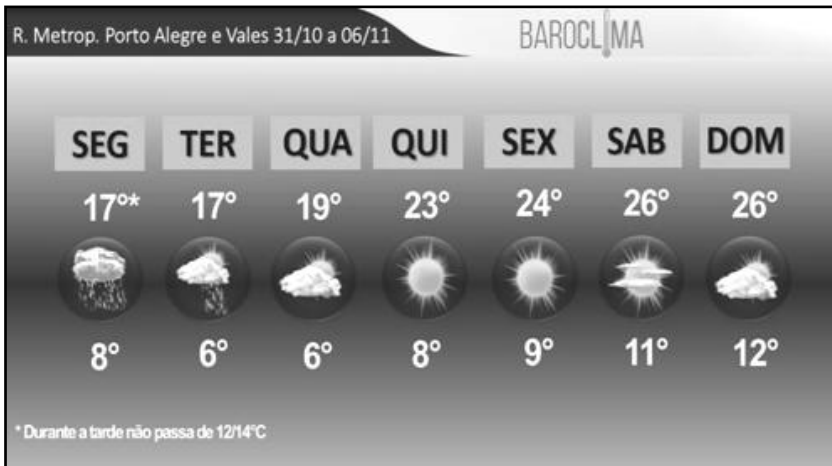 R. Metrop. Porto Alegre e Vales 31/10 a 06/11
BAROCLIMA
SEG TER QUA QUI SEX SAB DOM
17°* 17° 19° 23° 24° 26° 26°
8° 6° 6° 8° 9° 11° 12°
* Durante a tarde não passa de 12/14°C